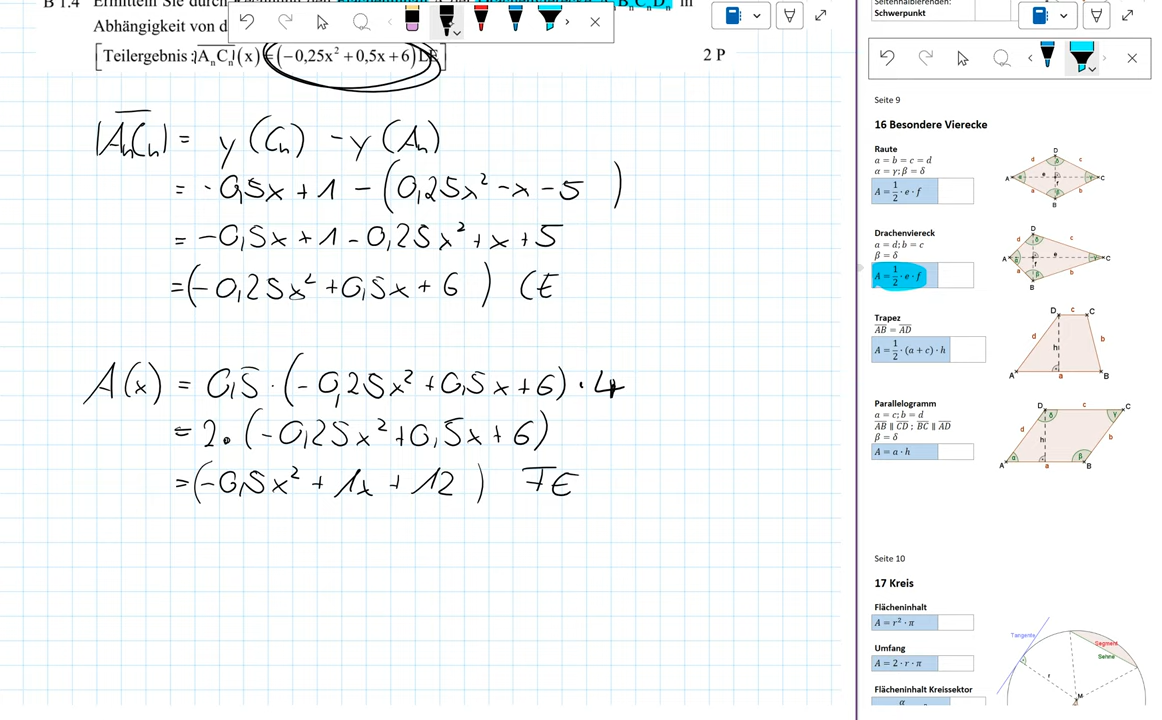 B 1.4 Ermitteln Sie durch
B C D in
n n n
Abhängigkeit von d
[Teilergebnis: |AₙCₙ|(x) = (−0,25x² + 0,5x + 6) LE] 2 P
|AₙCₙ| = y(Cₙ) − y(Aₙ)
= −0,5x + 1 − (0,25x² − x − 5)
= −0,5x + 1 − 0,25x² + x + 5
= (−0,25x² + 0,5x + 6) LE
A(x) = 0,5 · (−0,25x² + 0,5x + 6) · 4
= 2 · (−0,25x² + 0,5x + 6)
= (−0,5x² + 1x + 12) FE
Seitenhalbierenden:
Schwerpunkt
Seite 9
16 Besondere Vierecke
Raute
a = b = c = d
α = γ; β = δ
A = 1/2 · e · f
D
d c
A e C
f
a b
B
Drachenviereck
a = d; b = c
β = δ
A = 1/2 · e · f
D
d c
A e C
f
a b
B
Trapez
AB = AD
A = 1/2 · (a + c) · h
D c C
d h b
A a B
Parallelogramm
a = c; b = d
AB ∥ CD ; BC ∥ AD
β = δ
A = a · h
D c C
d h b
A a B
Seite 10
17 Kreis
Flächeninhalt
A = r² · π
Umfang
A = 2 · r · π
Flächeninhalt Kreissektor
α
Tangente
Segment
Sehne
r
M